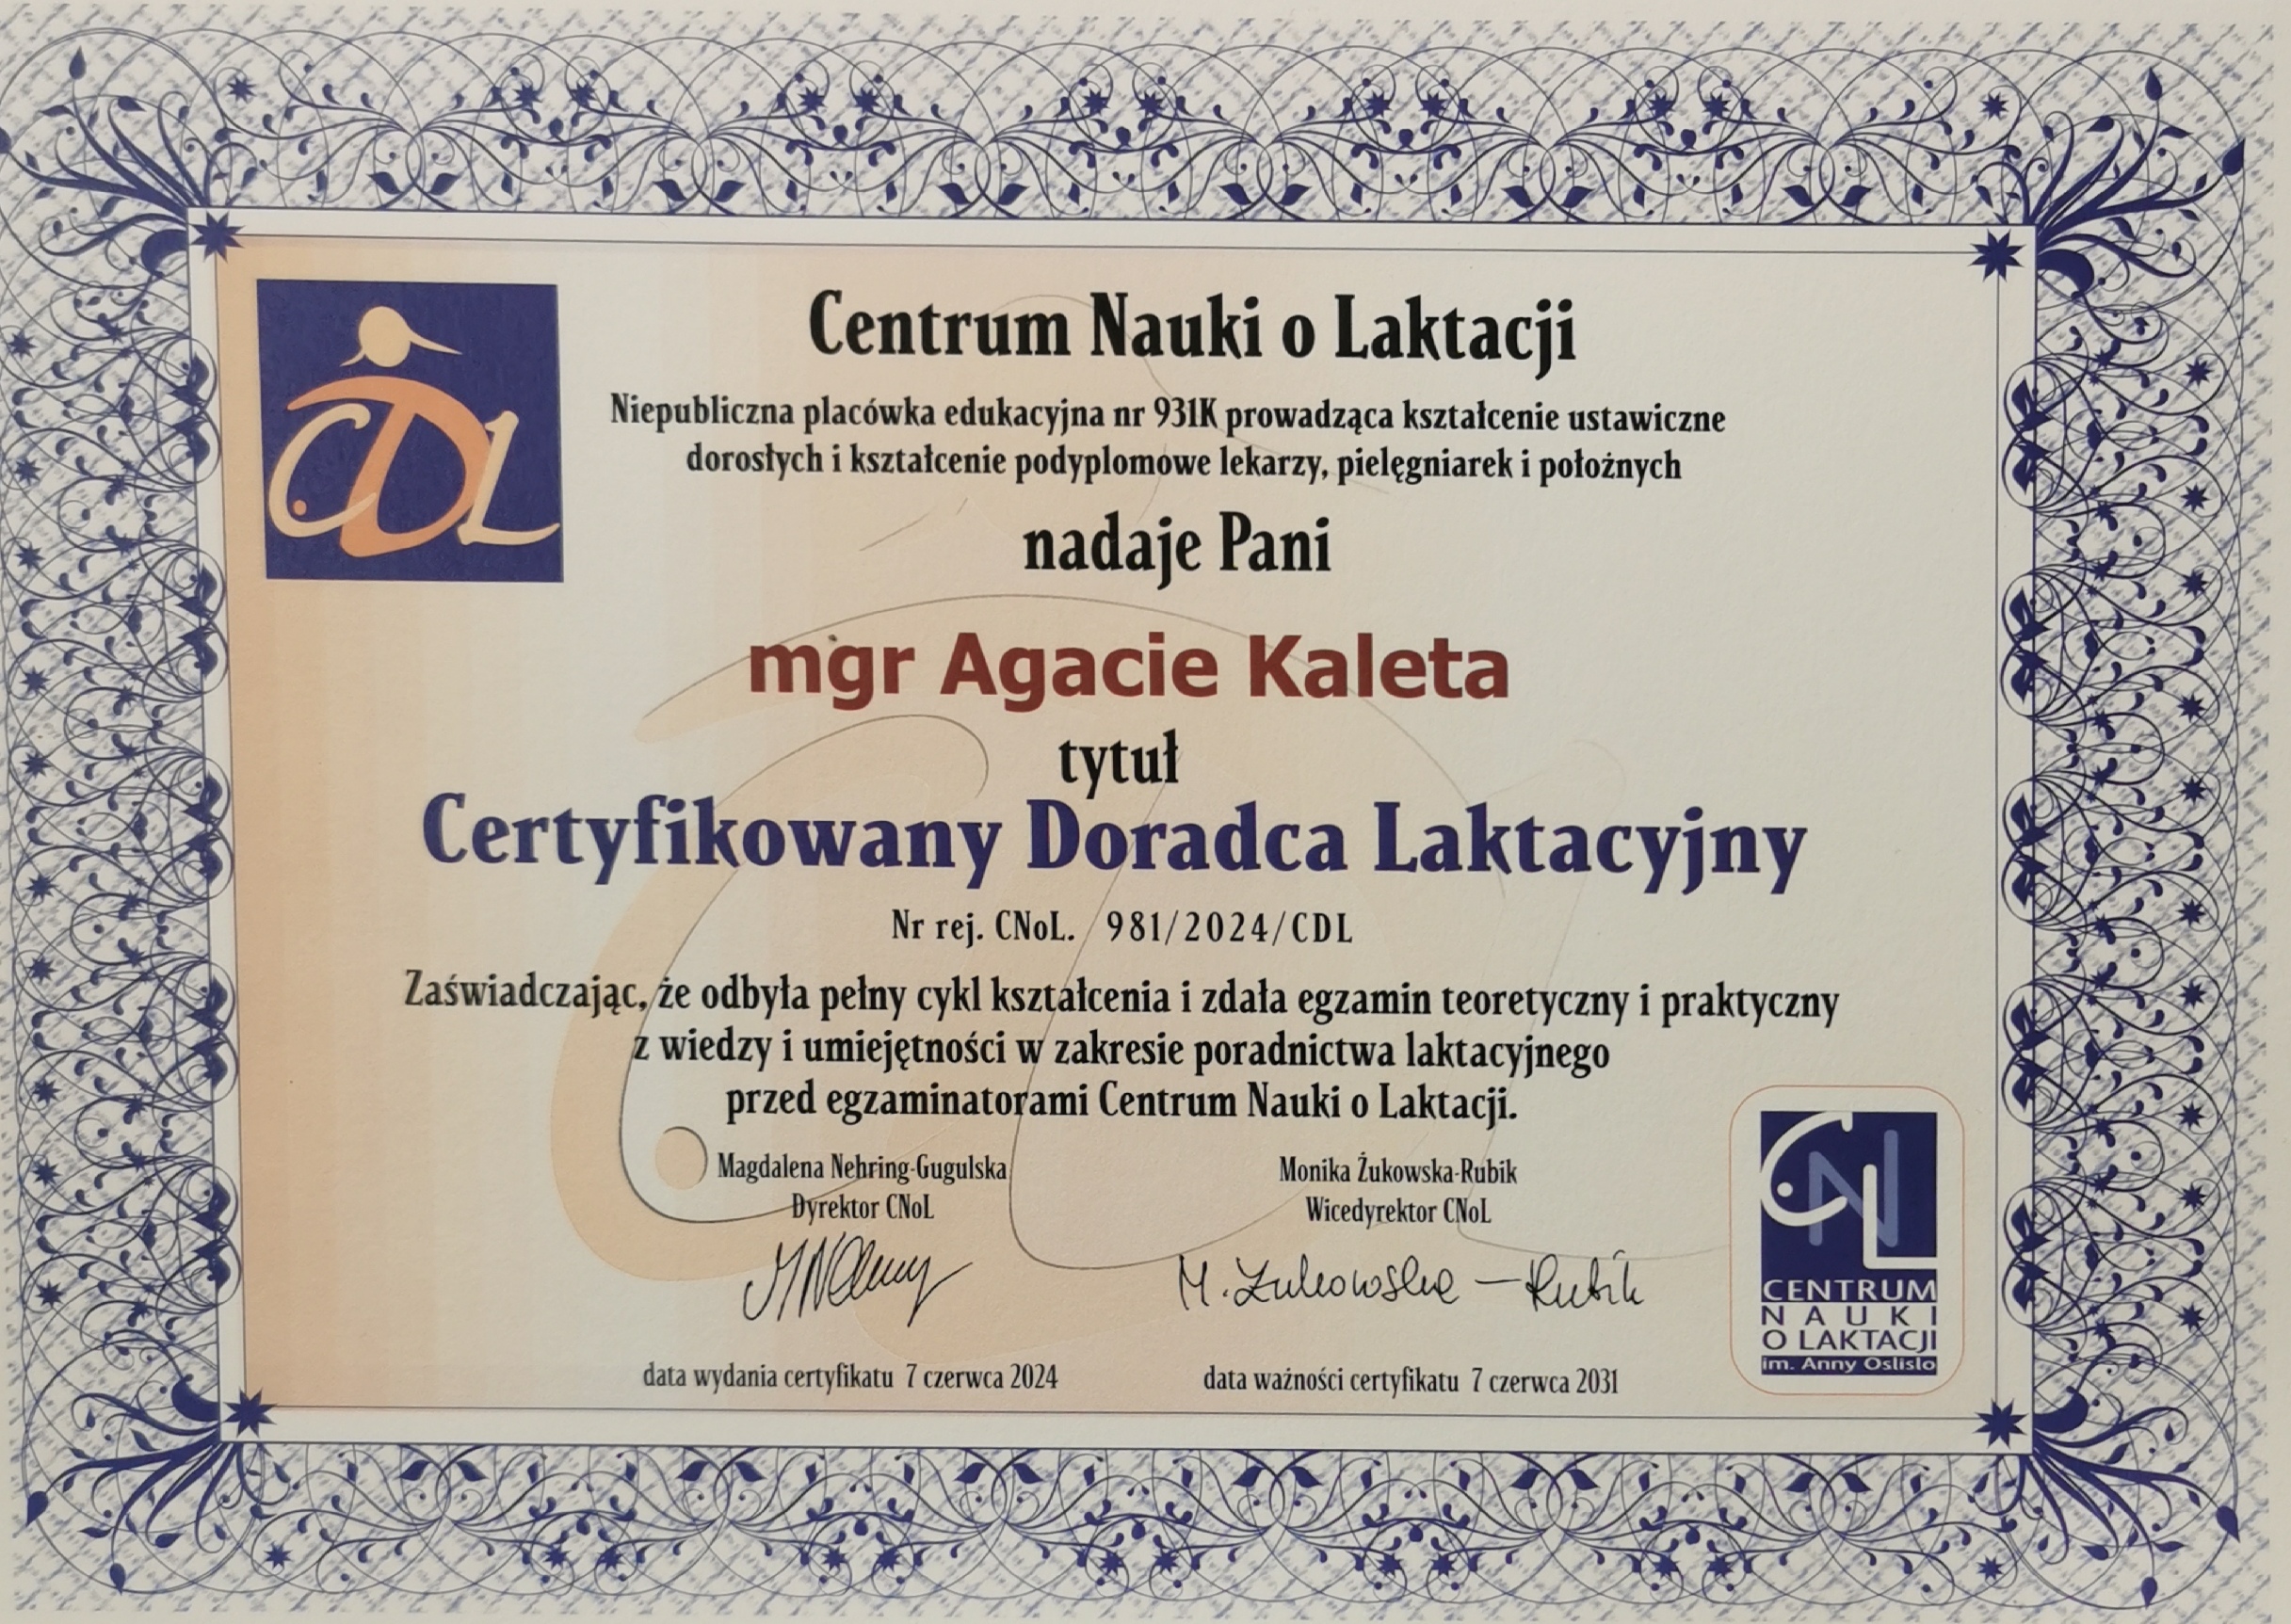 CDL
Centrum Nauki o Laktacji
Niepubliczna placówka edukacyjna nr 931K prowadząca kształcenie ustawiczne
dorosłych i kształcenie podyplomowe lekarzy, pielęgniarek i położnych
nadaje Pani
mgr Agacie Kaleta
tytuł
Certyfikowany Doradca Laktacyjny
Nr rej. CNoL. 981/2024/CDL
Zaświadczając, że odbyła pełny cykl kształcenia i zdała egzamin teoretyczny i praktyczny
z wiedzy i umiejętności w zakresie poradnictwa laktacyjnego
przed egzaminatorami Centrum Nauki o Laktacji.
Magdalena Nehring-Gugulska
Dyrektor CNoL
Monika Żukowska-Rubik
Wicedyrektor CNoL
M. Żukowska - Rubik
CNL
CENTRUM
NAUKI
O LAKTACJI
im. Anny Oslislo
data wydania certyfikatu 7 czerwca 2024
data ważności certyfikatu 7 czerwca 2031